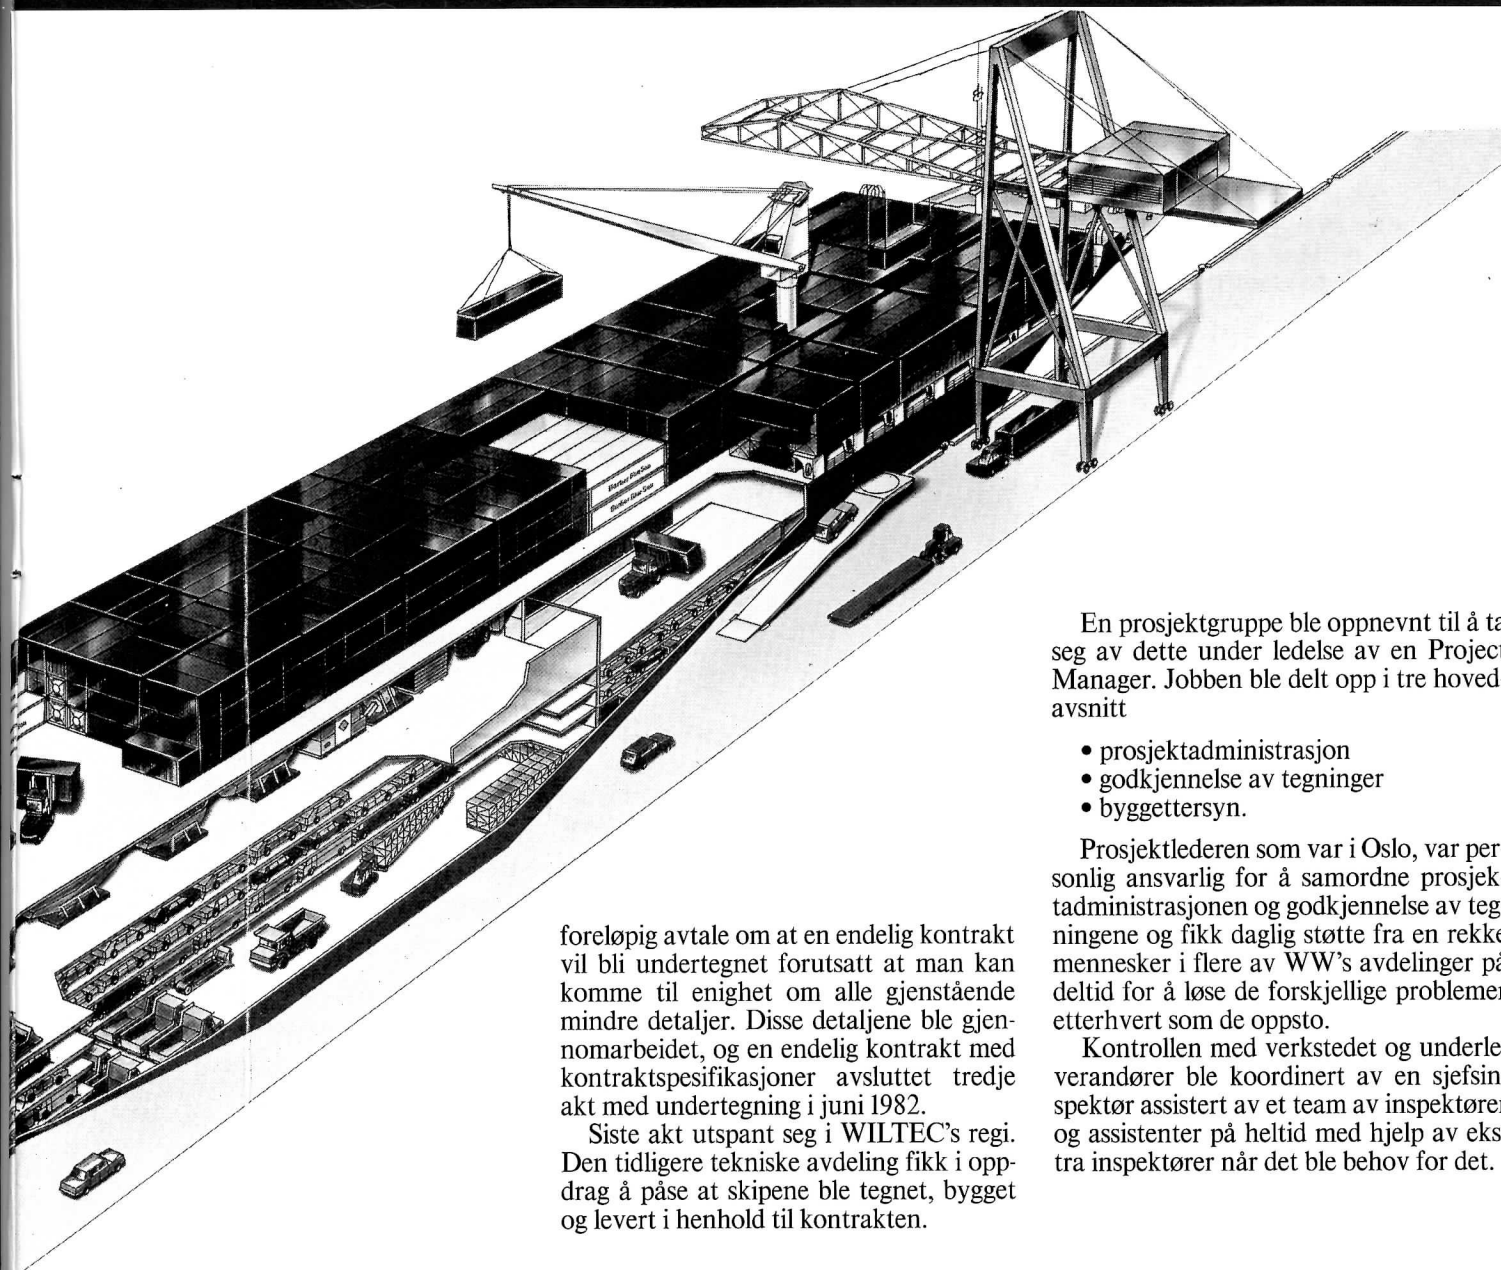 Barber Blue Sea
Barber Blue Sea
foreløpig avtale om at en endelig kontrakt
vil bli undertegnet forutsatt at man kan
komme til enighet om alle gjenstående
mindre detaljer. Disse detaljene ble gjen-
nomarbeidet, og en endelig kontrakt med
kontraktspesifikasjoner avsluttet tredje
akt med undertegning i juni 1982.
Siste akt utspant seg i WILTEC's regi.
Den tidligere tekniske avdeling fikk i opp-
drag å påse at skipene ble tegnet, bygget
og levert i henhold til kontrakten.
En prosjektgruppe ble oppnevnt til å ta
seg av dette under ledelse av en Project
Manager. Jobben ble delt opp i tre hoved-
avsnitt
• prosjektadministrasjon
• godkjennelse av tegninger
• byggettersyn.
Prosjektlederen som var i Oslo, var per-
sonlig ansvarlig for å samordne prosjek-
tadministrasjonen og godkjennelse av teg-
ningene og fikk daglig støtte fra en rekke
mennesker i flere av WW's avdelinger på
deltid for å løse de forskjellige problemer
etterhvert som de oppsto.
Kontrollen med verkstedet og underle-
verandører ble koordinert av en sjefsin-
spektør assistert av et team av inspektører
og assistenter på heltid med hjelp av eks-
tra inspektører når det ble behov for det.